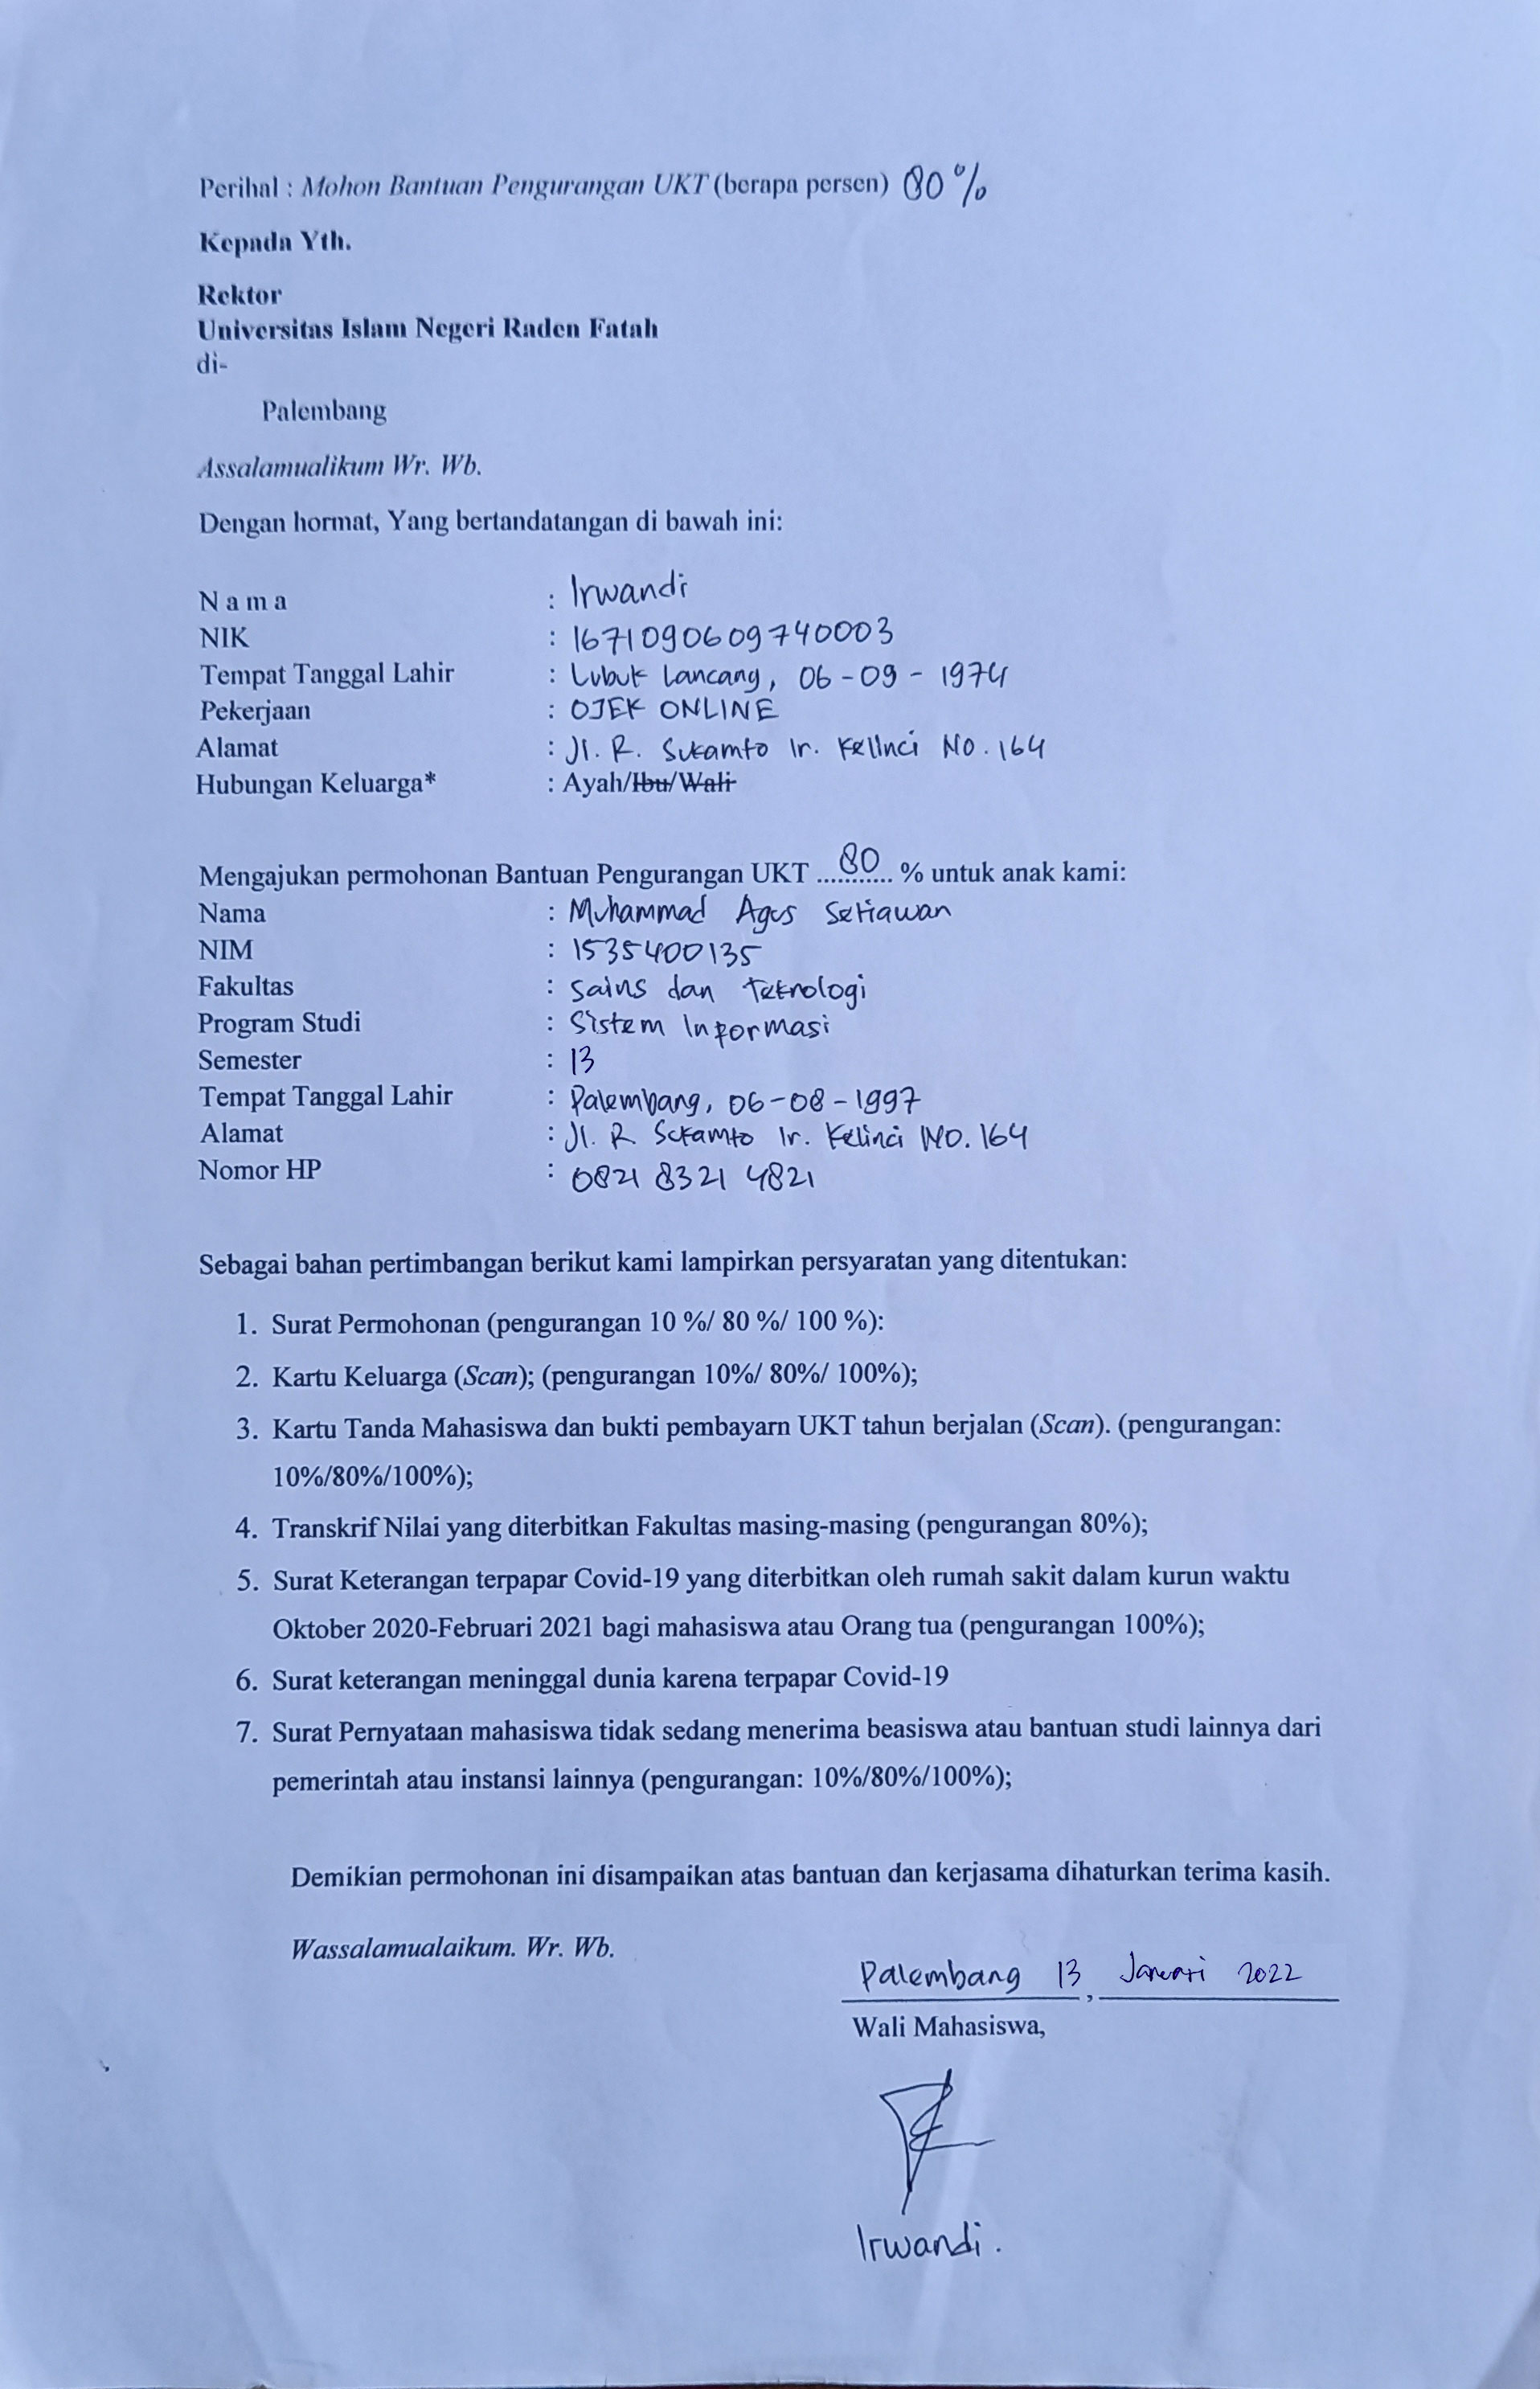 Perihal : Mohon Bantuan Pengurangan UKT (berapa persen) 80%
Kepada Yth.
Rektor
Universitas Islam Negeri Raden Fatah
di-
Palembang
Assalamualikum Wr. Wb.
Dengan hormat, Yang bertandatangan di bawah ini:
N a m a : Irwandi
NIK : 1671090609740003
Tempat Tanggal Lahir : Lubuk Lancang, 06-09-1974
Pekerjaan : OJEK ONLINE
Alamat : Jl. R. Sukamto lr. Kelinci No. 164
Hubungan Keluarga* : Ayah/Ibu/Wali
Mengajukan permohonan Bantuan Pengurangan UKT ....80.... % untuk anak kami:
Nama : Muhammad Agus Setiawan
NIM : 1535400135
Fakultas : Sains dan Teknologi
Program Studi : Sistem Informasi
Semester : 13
Tempat Tanggal Lahir : Palembang, 06-08-1997
Alamat : Jl. R Sukamto lr. Kelinci NO. 164
Nomor HP : 0821 8321 4821
Sebagai bahan pertimbangan berikut kami lampirkan persyaratan yang ditentukan:
1. Surat Permohonan (pengurangan 10 %/ 80 %/ 100 %):
2. Kartu Keluarga (Scan); (pengurangan 10%/ 80%/ 100%);
3. Kartu Tanda Mahasiswa dan bukti pembayarn UKT tahun berjalan (Scan). (pengurangan:
10%/80%/100%);
4. Transkrif Nilai yang diterbitkan Fakultas masing-masing (pengurangan 80%);
5. Surat Keterangan terpapar Covid-19 yang diterbitkan oleh rumah sakit dalam kurun waktu
Oktober 2020-Februari 2021 bagi mahasiswa atau Orang tua (pengurangan 100%);
6. Surat keterangan meninggal dunia karena terpapar Covid-19
7. Surat Pernyataan mahasiswa tidak sedang menerima beasiswa atau bantuan studi lainnya dari
pemerintah atau instansi lainnya (pengurangan: 10%/80%/100%);
Demikian permohonan ini disampaikan atas bantuan dan kerjasama dihaturkan terima kasih.
Wassalamualaikum. Wr. Wb.
Palembang 13, Januari 2022
Wali Mahasiswa,
Irwandi.